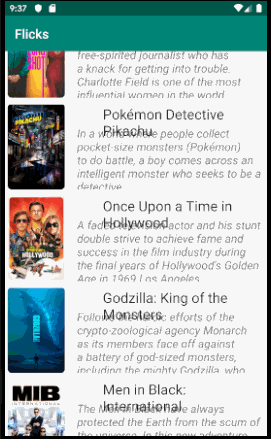 9:37
Flicks
free-spirited journalist who has
a knack for getting into trouble.
Charlotte Field is one of the most
influential women in the world
Pokémon Detective
Pikachu
In a world where people collect
pocket-size monsters (Pokémon)
to do battle, a boy comes across an
intelligent monster who seeks to be a
detective.
Once Upon a Time in
Hollywood
A faded television actor and his stunt
double strive to achieve fame and
success in the film industry during
the final years of Hollywood's Golden
Age in 1969 Los Angeles.
Godzilla: King of the
Monsters
Follows the heroic efforts of the
crypto-zoological agency Monarch
as its members face off against
a battery of god-sized monsters,
including the mighty Godzilla, who
Men in Black:
International
The Men in Black have always
protected the Earth from the scum of
the universe. In this new adventure
SHOT
HOLLYWOOD
GODZILLA
MIB
INTERNATIONAL